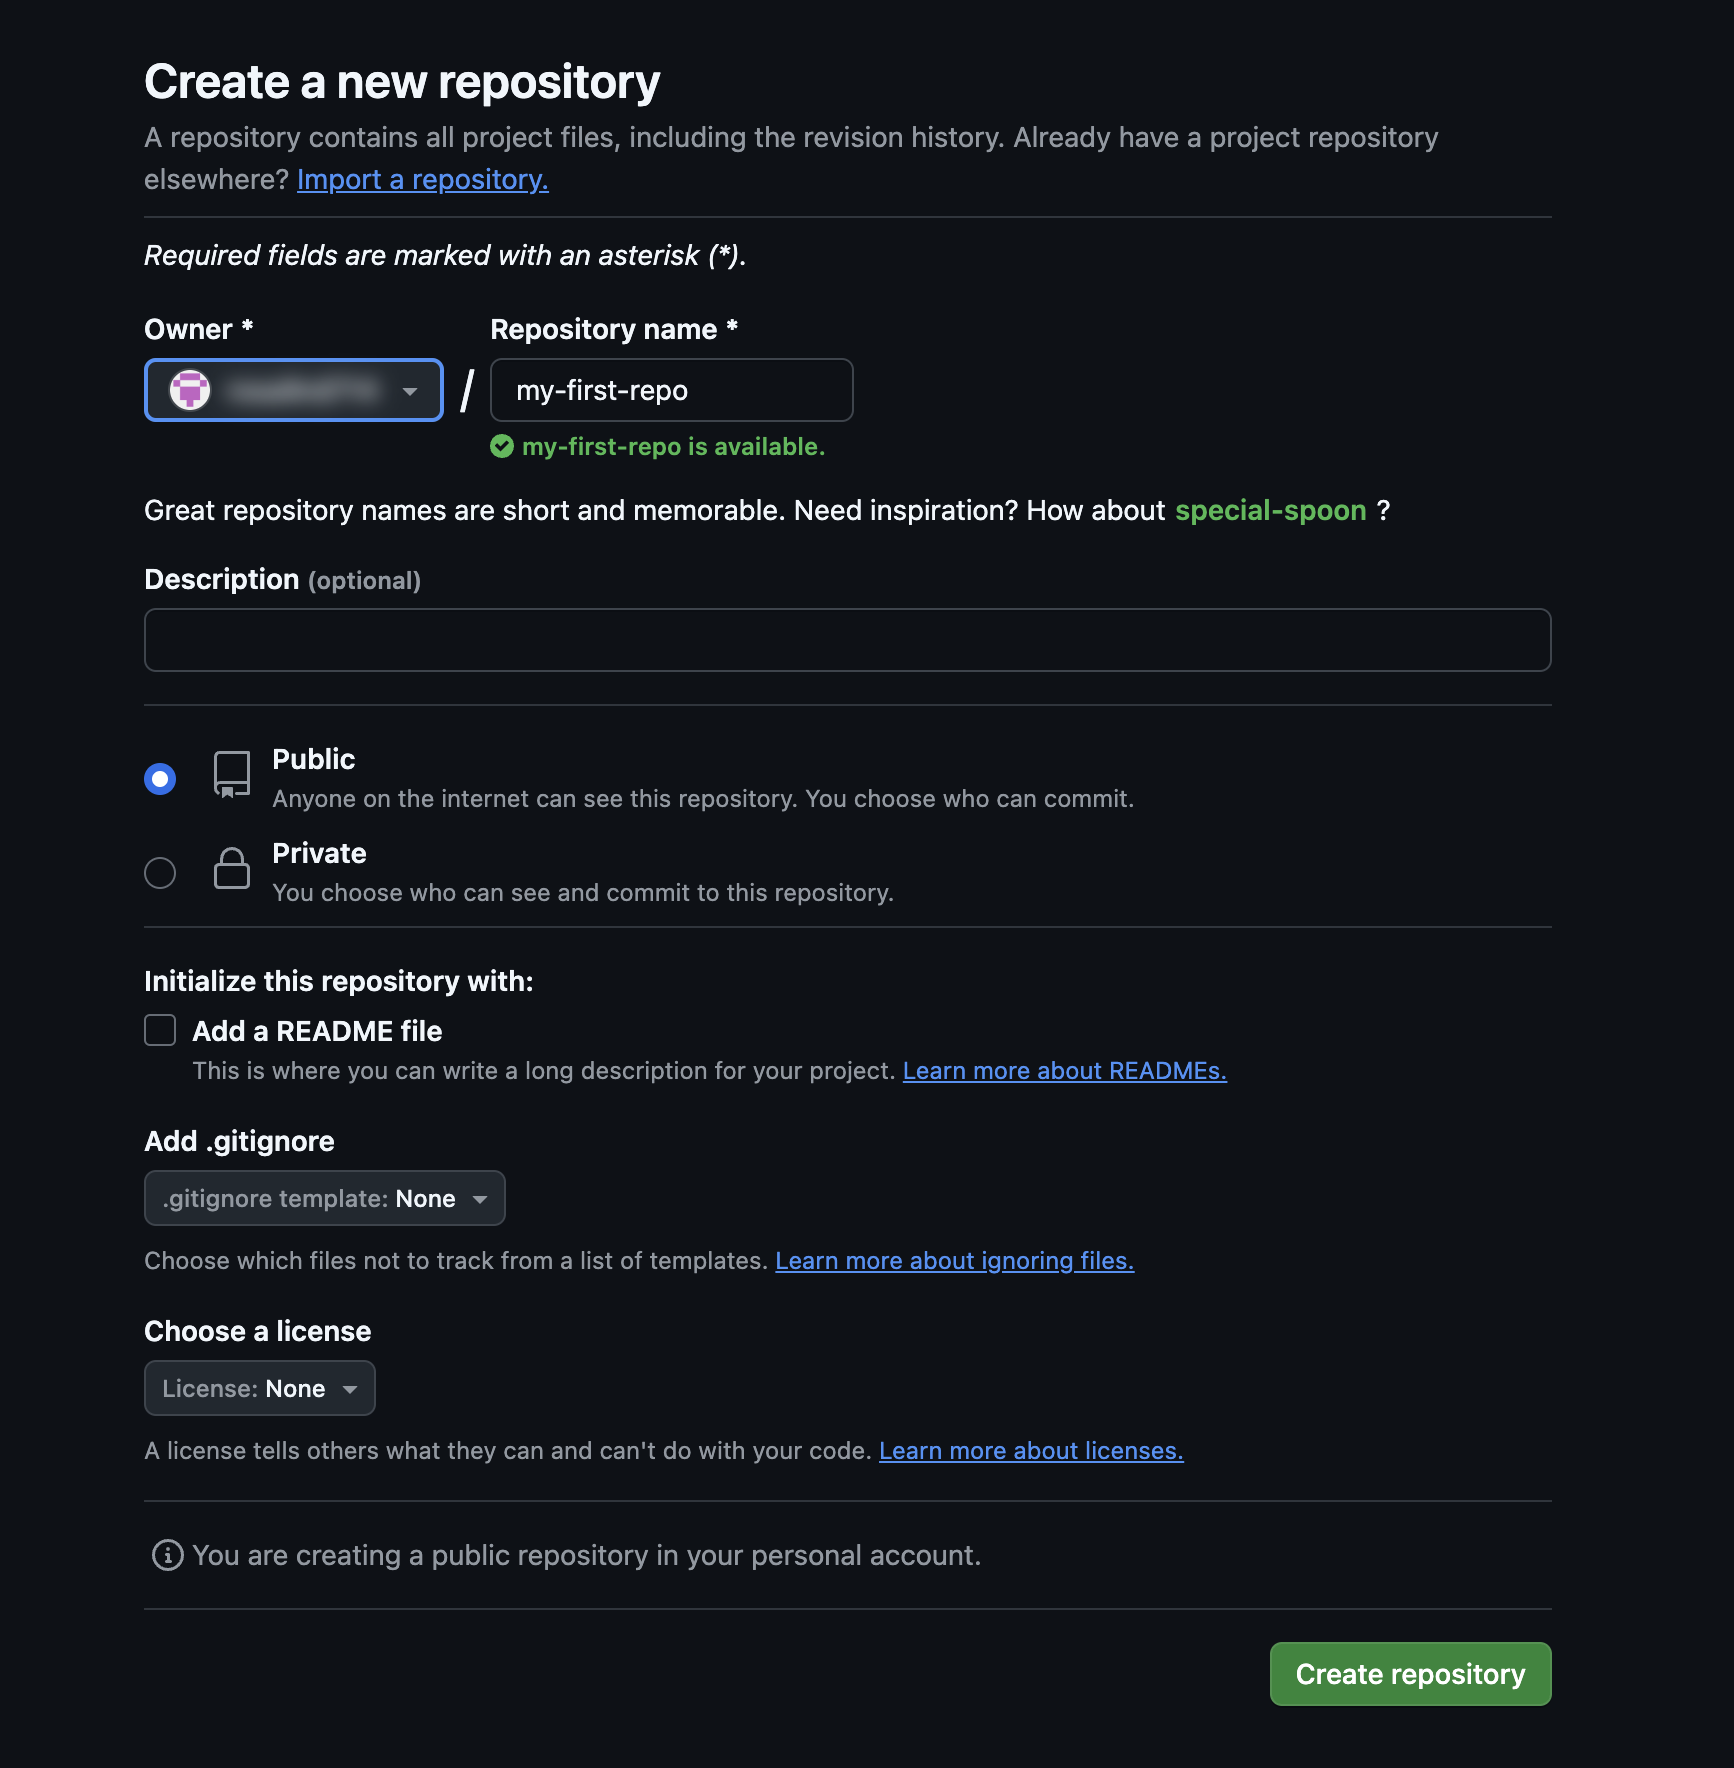 Create a new repository
A repository contains all project files, including the revision history. Already have a project repository
elsewhere? Import a repository.
Required fields are marked with an asterisk (*).
Owner * Repository name *
/ my-first-repo
my-first-repo is available.
Great repository names are short and memorable. Need inspiration? How about special-spoon ?
Description (optional)
Public
Anyone on the internet can see this repository. You choose who can commit.
Private
You choose who can see and commit to this repository.
Initialize this repository with:
Add a README file
This is where you can write a long description for your project. Learn more about READMEs.
Add .gitignore
.gitignore template: None
Choose which files not to track from a list of templates. Learn more about ignoring files.
Choose a license
License: None
A license tells others what they can and can't do with your code. Learn more about licenses.
You are creating a public repository in your personal account.
Create repository